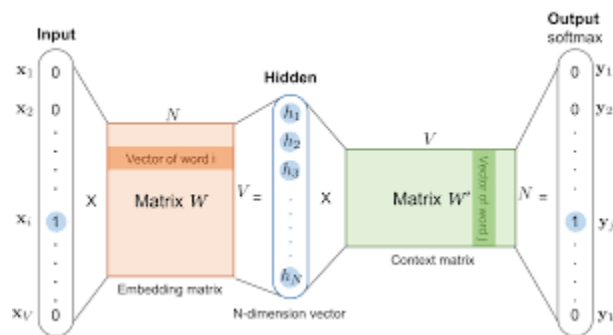 Input
Output
softmax
Hidden
x1
0
x2
0
xi
1
xV
0
N
Vector of word i
X
Matrix W
V =
Embedding matrix
h1
h2
h3
hN
N-dimension vector
X
V
Matrix W'
Vector of word j
N =
Context matrix
0
y1
0
y2
1
yj
0